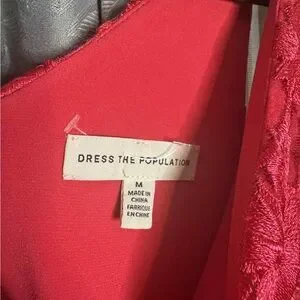 DRESS THE POPULATION
M
MADE IN
CHINA
FABRIQUÉ
EN CHINE